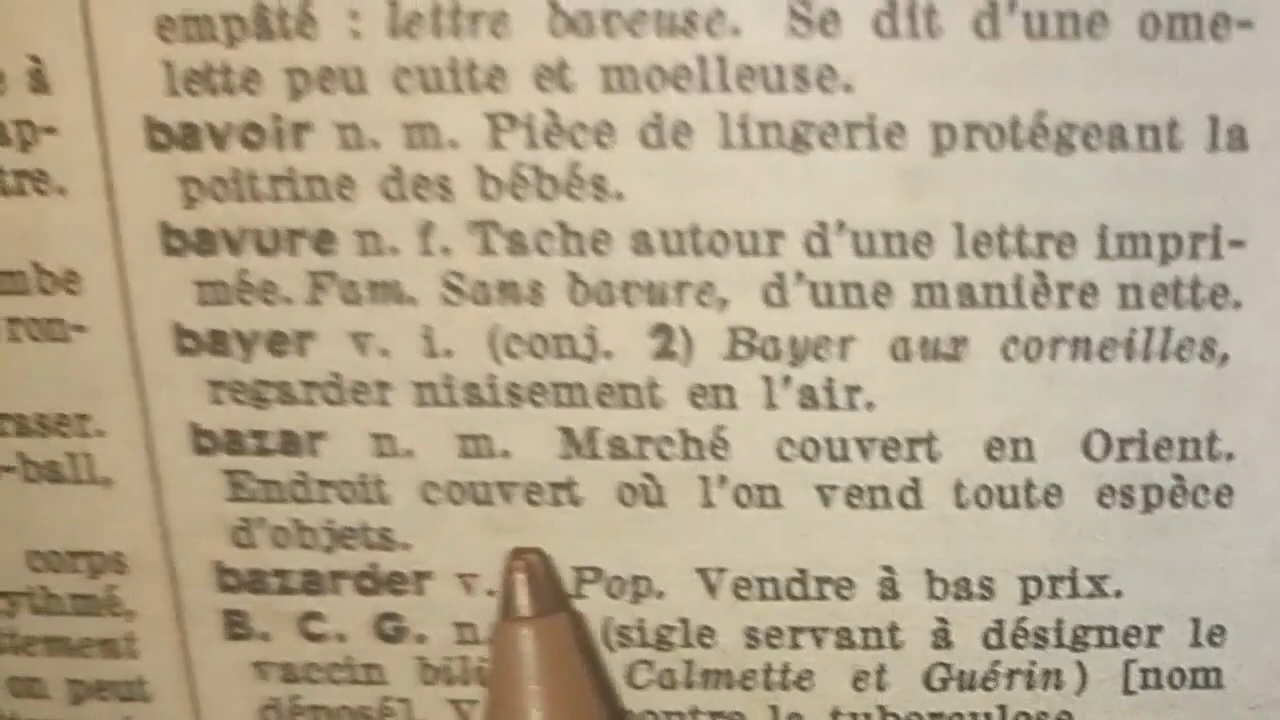 à
ap-
tre.
mbe
ron-
raser.
-ball,
corps
rythmé,
on peut
empâté : lettre baveuse. Se dit d'une ome-
lette peu cuite et moelleuse.
bavoir n. m. Pièce de lingerie protégeant la
poitrine des bébés.
bavure n. f. Tache autour d'une lettre impri-
mée. Fam. Sans bavure, d'une manière nette.
bayer v. i. (conj. 2) Bayer aux corneilles,
regarder niaisement en l'air.
bazar n. m. Marché couvert en Orient.
Endroit couvert où l'on vend toute espèce
d'objets.
bazarder v. Pop. Vendre à bas prix.
B. C. G. n. (sigle servant à désigner le
vaccin bili Calmette et Guérin) [nom
déposé]. V contre le tuberculose